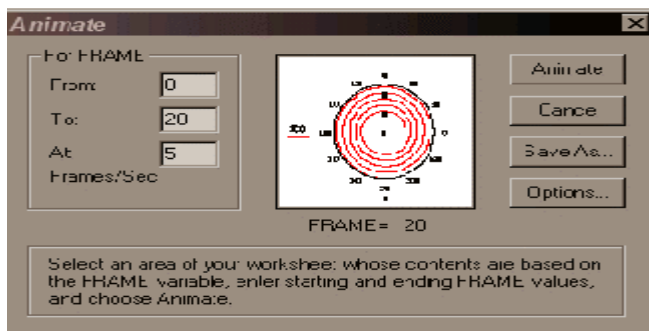 Animate
For FRAME
From: 0
To: 20
At: 5
Frames/Sec
Animate
Cancel
Save As...
Options...
FRAME= 20
Select an area of your worksheet whose contents are based on
the FRAME variable, enter starting and ending FRAME values,
and choose Animate.